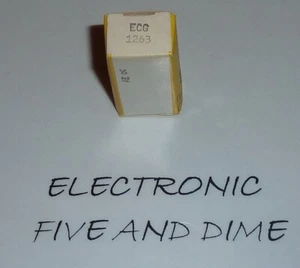 ECG
1263
ELECTRONIC
FIVE AND DIME